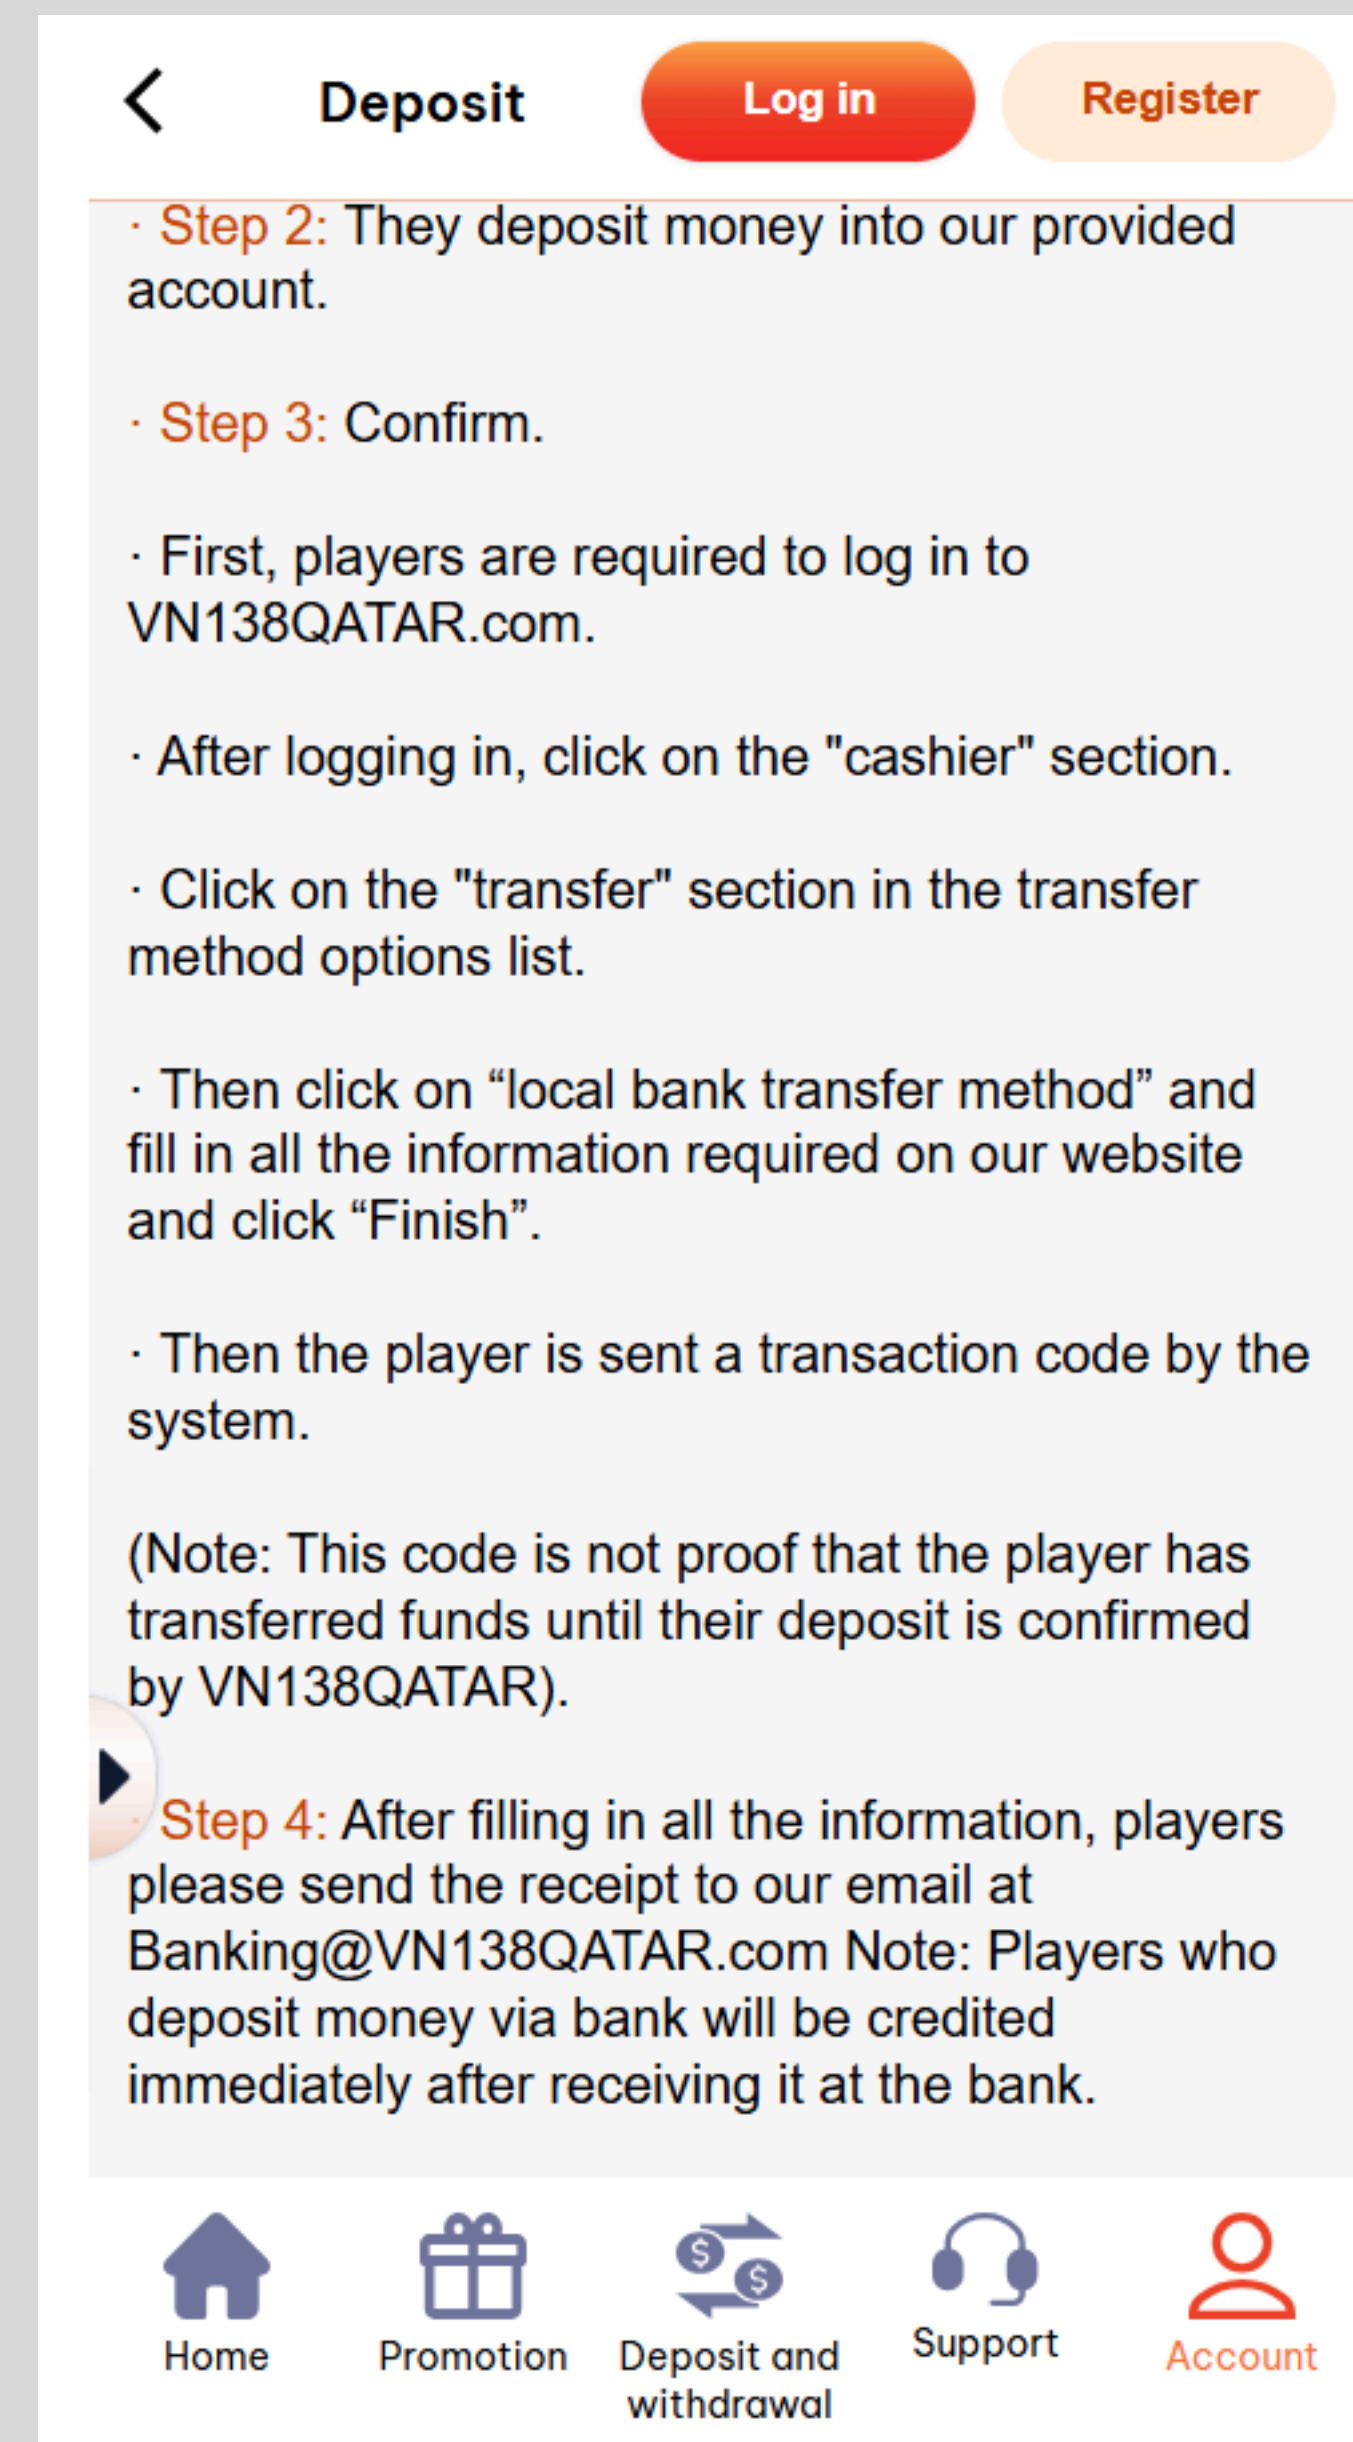 Deposit
Log in
Register
· Step 2: They deposit money into our provided
account.
· Step 3: Confirm.
· First, players are required to log in to
VN138QATAR.com.
· After logging in, click on the "cashier" section.
· Click on the "transfer" section in the transfer
method options list.
· Then click on “local bank transfer method” and
fill in all the information required on our website
and click “Finish”.
· Then the player is sent a transaction code by the
system.
(Note: This code is not proof that the player has
transferred funds until their deposit is confirmed
by VN138QATAR).
· Step 4: After filling in all the information, players
please send the receipt to our email at
Banking@VN138QATAR.com Note: Players who
deposit money via bank will be credited
immediately after receiving it at the bank.
Home
Promotion
Deposit and
withdrawal
Support
Account